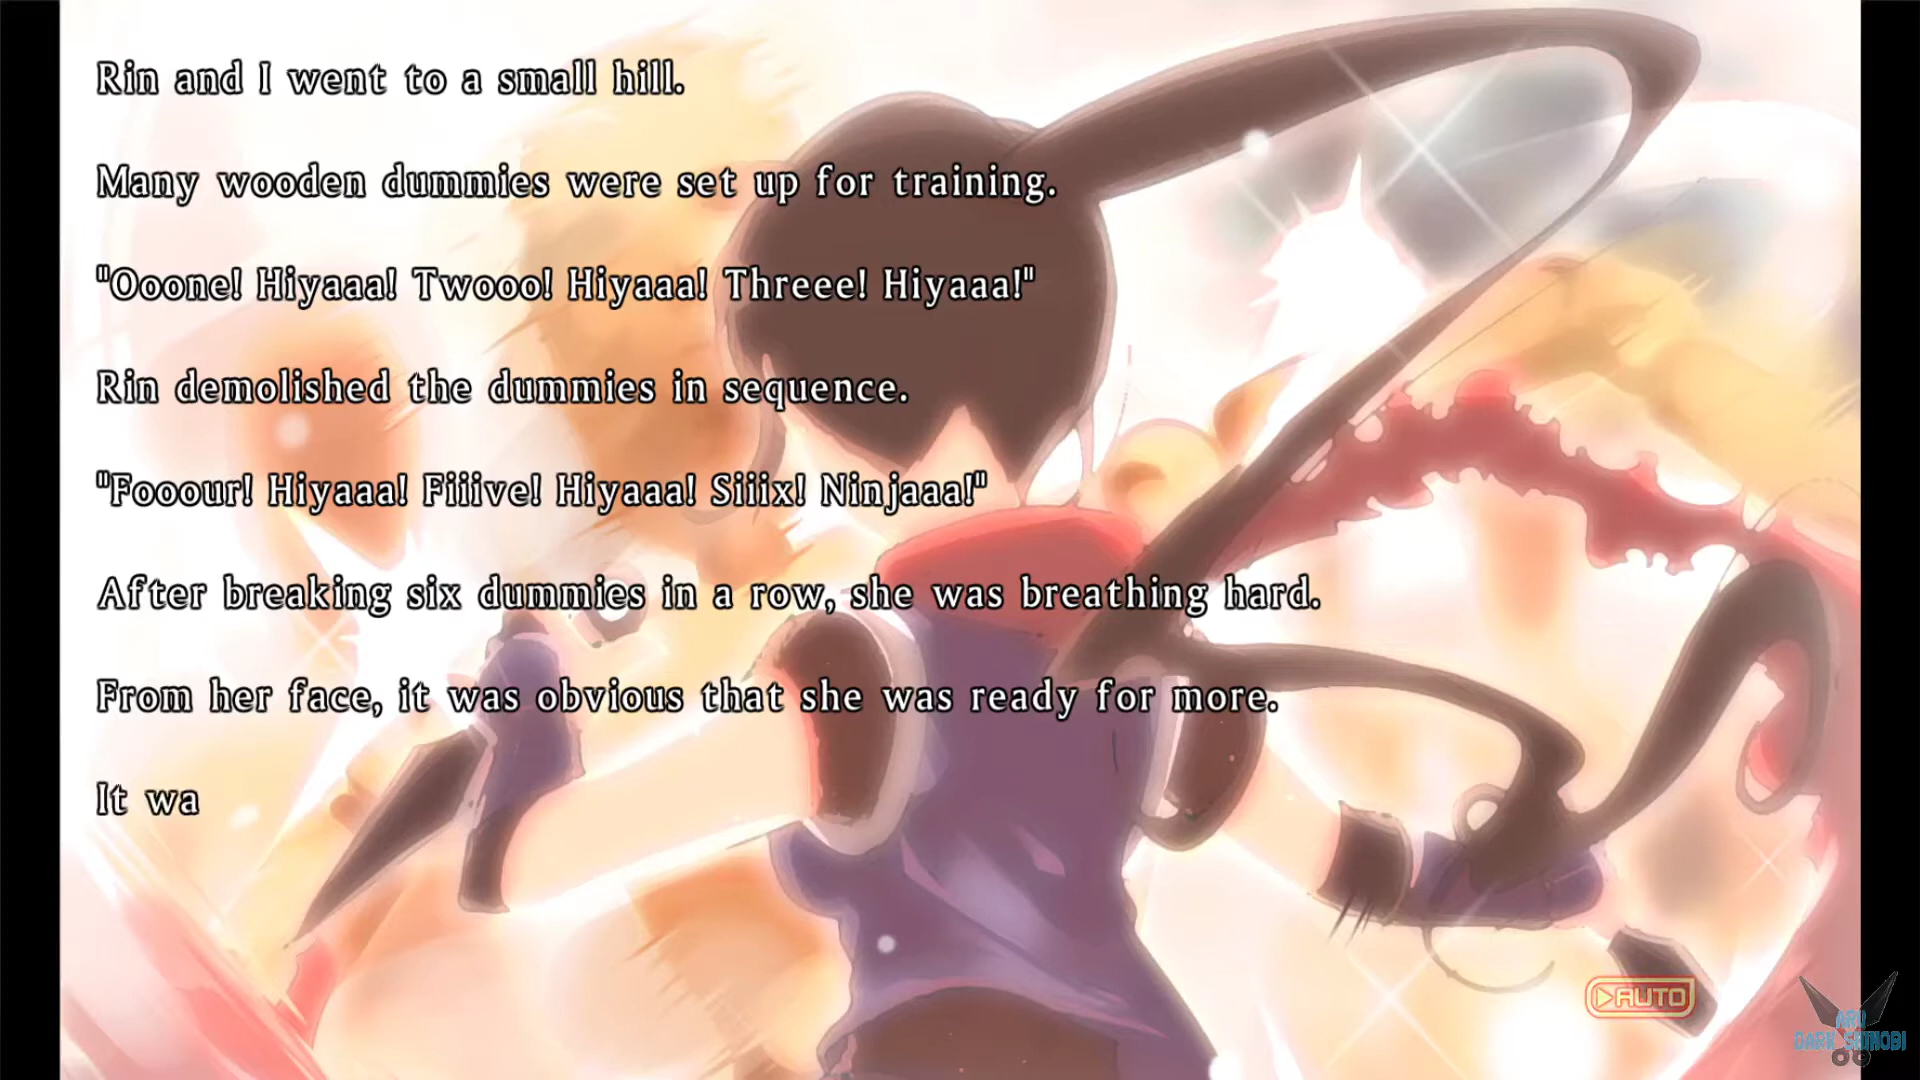 Rin and I went to a small hill.
Many wooden dummies were set up for training.
"Ooone! Hiyaaa! Twooo! Hiyaaa! Threee! Hiyaaa!"
Rin demolished the dummies in sequence.
"Fooour! Hiyaaa! Fiiive! Hiyaaa! Siiix! Ninjaaa!"
After breaking six dummies in a row, she was breathing hard.
From her face, it was obvious that she was ready for more.
It wa
AUTO
ARU
DARK SHINOBI